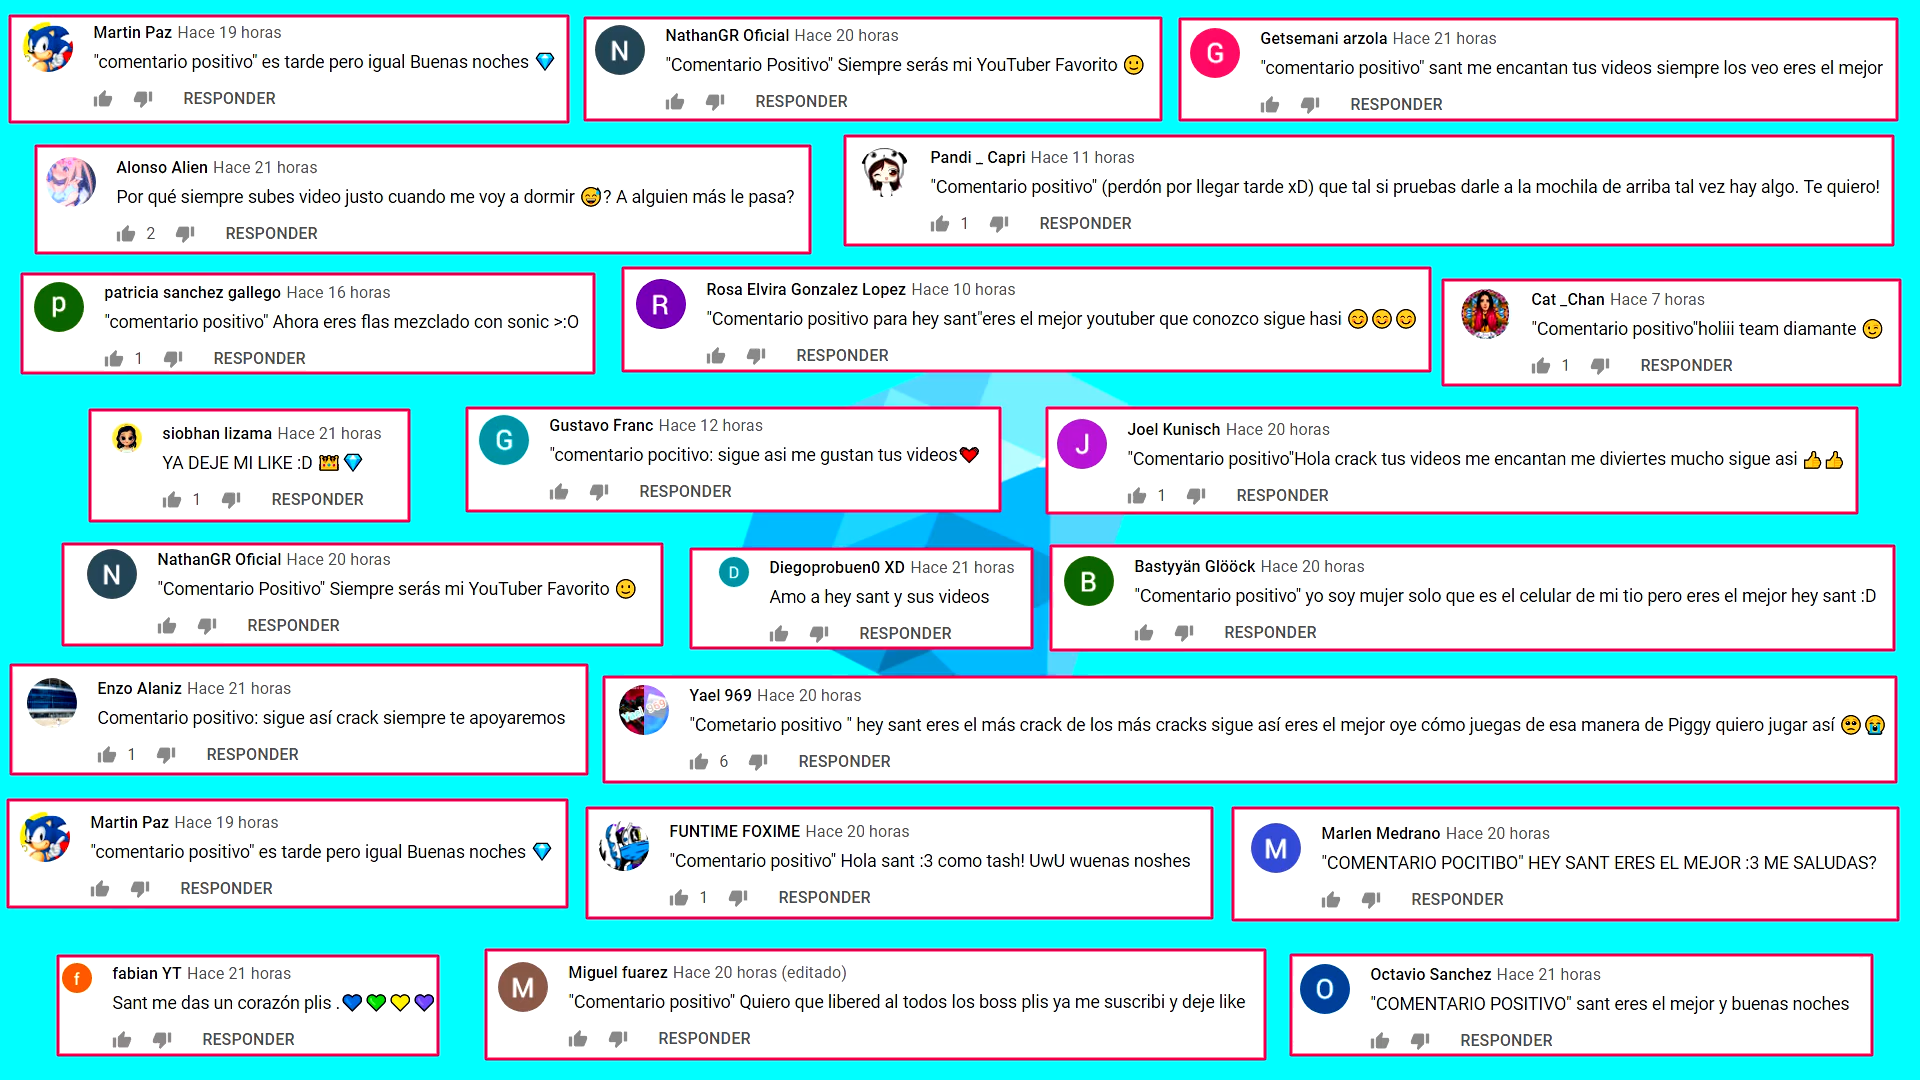 Martin Paz Hace 19 horas
"comentario positivo" es tarde pero igual Buenas noches 💎
RESPONDER
NathanGR Oficial Hace 20 horas
"Comentario Positivo" Siempre serás mi YouTuber Favorito 🙂
RESPONDER
Getsemani arzola Hace 21 horas
"comentario positivo" sant me encantan tus videos siempre los veo eres el mejor
RESPONDER
Alonso Alien Hace 21 horas
Por qué siempre subes video justo cuando me voy a dormir 😅? A alguien más le pasa?
2 RESPONDER
Pandi _ Capri Hace 11 horas
"Comentario positivo" (perdón por llegar tarde xD) que tal si pruebas darle a la mochila de arriba tal vez hay algo. Te quiero!
1 RESPONDER
patricia sanchez gallego Hace 16 horas
"comentario positivo" Ahora eres flas mezclado con sonic >:O
1 RESPONDER
Rosa Elvira Gonzalez Lopez Hace 10 horas
"Comentario positivo para hey sant"eres el mejor youtuber que conozco sigue hasi 😊😊😊
RESPONDER
Cat _Chan Hace 7 horas
"Comentario positivo"holiii team diamante 😉
1 RESPONDER
siobhan lizama Hace 21 horas
YA DEJE MI LIKE :D 👑💎
1 RESPONDER
Gustavo Franc Hace 12 horas
"comentario pocitivo: sigue asi me gustan tus videos❤
RESPONDER
Joel Kunisch Hace 20 horas
"Comentario positivo"Hola crack tus videos me encantan me diviertes mucho sigue asi 👍👍
1 RESPONDER
NathanGR Oficial Hace 20 horas
"Comentario Positivo" Siempre serás mi YouTuber Favorito 🙂
RESPONDER
Diegoprobuen0 XD Hace 21 horas
Amo a hey sant y sus videos
RESPONDER
Bastyyän Glööck Hace 20 horas
"Comentario positivo" yo soy mujer solo que es el celular de mi tio pero eres el mejor hey sant :D
RESPONDER
Enzo Alaniz Hace 21 horas
Comentario positivo: sigue así crack siempre te apoyaremos
1 RESPONDER
Yael 969 Hace 20 horas
"Cometario positivo " hey sant eres el más crack de los más cracks sigue así eres el mejor oye cómo juegas de esa manera de Piggy quiero jugar así 🥺😭
6 RESPONDER
Martin Paz Hace 19 horas
"comentario positivo" es tarde pero igual Buenas noches 💎
RESPONDER
FUNTIME FOXIME Hace 20 horas
"Comentario positivo" Hola sant :3 como tash! UwU wuenas noshes
1 RESPONDER
Marlen Medrano Hace 20 horas
"COMENTARIO POCITIBO" HEY SANT ERES EL MEJOR :3 ME SALUDAS?
RESPONDER
fabian YT Hace 21 horas
Sant me das un corazón plis .💙💚💛💜
RESPONDER
Miguel fuarez Hace 20 horas (editado)
"Comentario positivo" Quiero que libered al todos los boss plis ya me suscribi y deje like
RESPONDER
Octavio Sanchez Hace 21 horas
"COMENTARIO POSITIVO" sant eres el mejor y buenas noches
RESPONDER